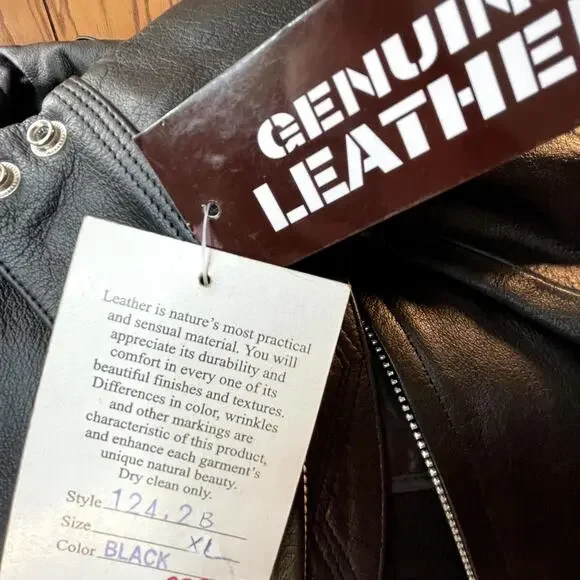 GENUINE
LEATHER
Leather is nature's most practical
and sensual material. You will
appreciate its durability and
comfort in every one of its
beautiful finishes and textures.
Differences in color, wrinkles
and other markings are
characteristic of this product,
and enhance each garment's
unique natural beauty.
Dry clean only.
Style 124.2B
Size XL
Color BLACK